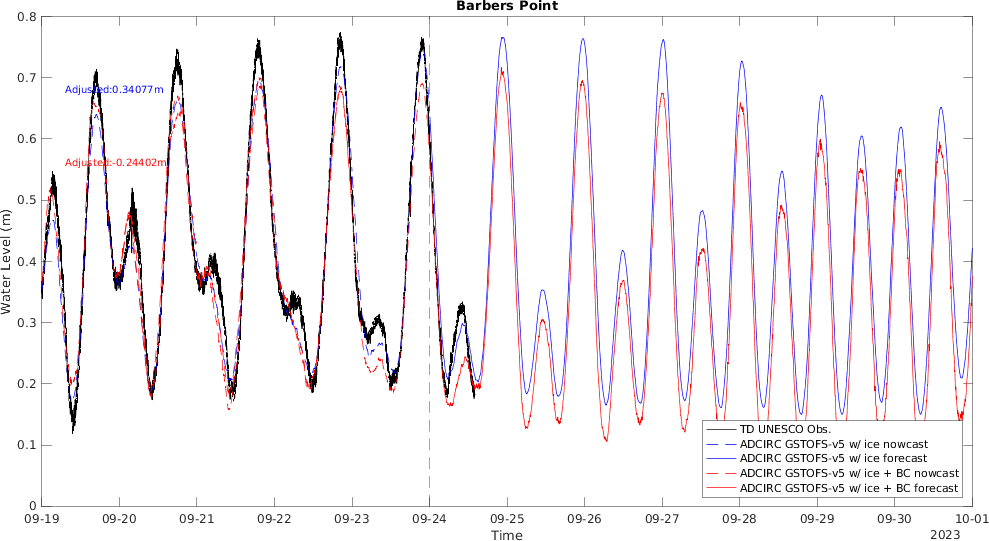 Barbers Point
0.8
0.7
0.6
0.5
0.4
0.3
0.2
0.1
0
Water Level (m)
Adjusted:0.34077m
Adjusted:-0.24402m
TD UNESCO Obs.
ADCIRC GSTOFS-v5 w/ ice nowcast
ADCIRC GSTOFS-v5 w/ ice forecast
ADCIRC GSTOFS-v5 w/ ice + BC nowcast
ADCIRC GSTOFS-v5 w/ ice + BC forecast
09-19 09-20 09-21 09-22 09-23 09-24 09-25 09-26 09-27 09-28 09-29 09-30 10-01
Time
2023